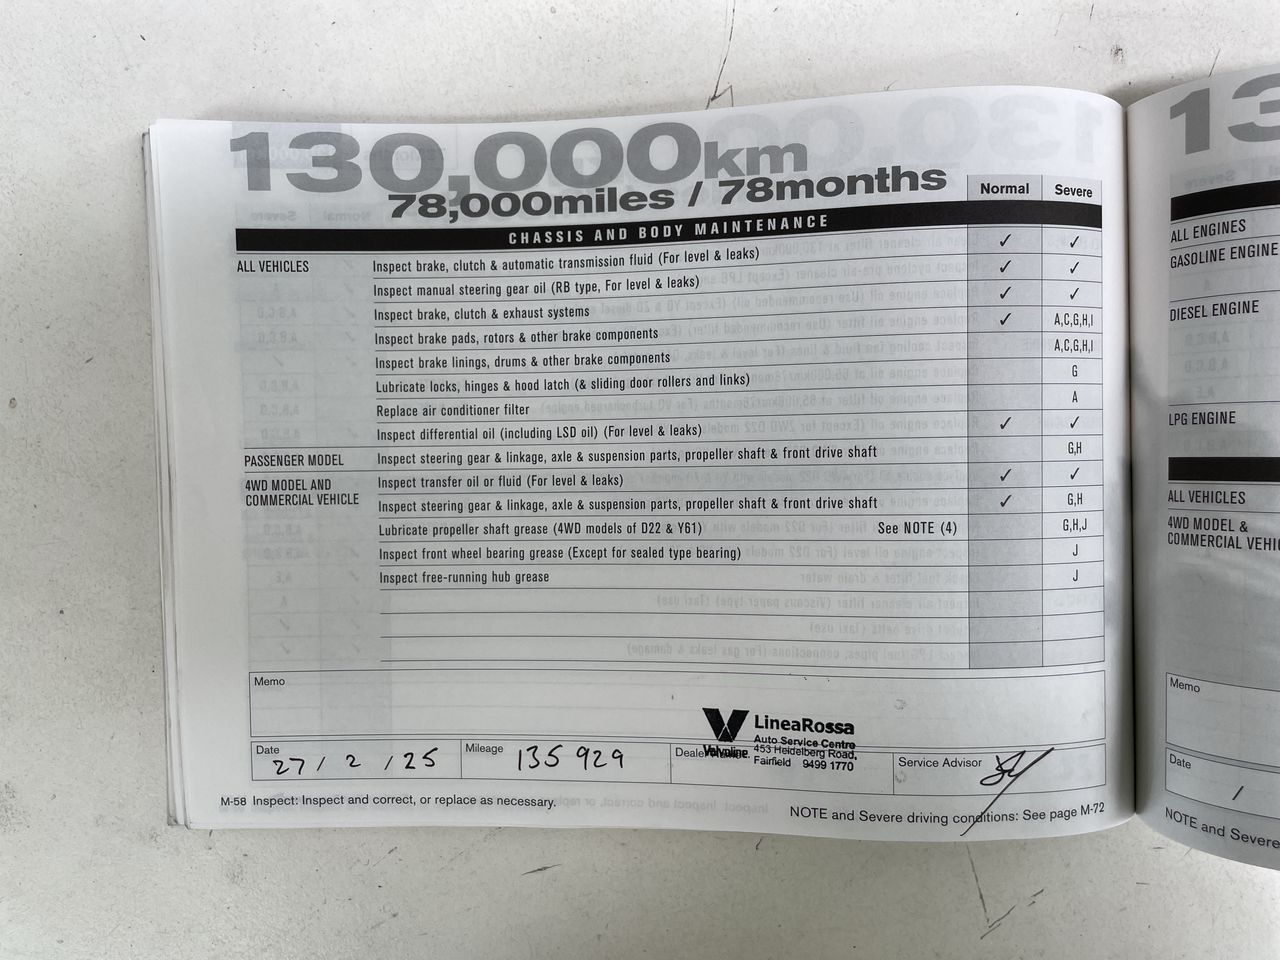 130,000km
78,000miles / 78months
Normal Severe
CHASSIS AND BODY MAINTENANCE
ALL VEHICLES Inspect brake, clutch & automatic transmission fluid (For level & leaks) ✓ ✓
Inspect manual steering gear oil (RB type, For level & leaks) ✓ ✓
Inspect brake, clutch & exhaust systems ✓ ✓
Inspect brake pads, rotors & other brake components ✓ A,C,G,H,I
Inspect brake linings, drums & other brake components A,C,G,H,I
Lubricate locks, hinges & hood latch (& sliding door rollers and links) G
Replace air conditioner filter A
Inspect differential oil (including LSD oil) (For level & leaks) ✓ ✓
PASSENGER MODEL Inspect steering gear & linkage, axle & suspension parts, propeller shaft & front drive shaft G,H
4WD MODEL AND Inspect transfer oil or fluid (For level & leaks) ✓ ✓
COMMERCIAL VEHICLE Inspect steering gear & linkage, axle & suspension parts, propeller shaft & front drive shaft ✓ G,H
Lubricate propeller shaft grease (4WD models of D22 & Y61) See NOTE (4) G,H,J
Inspect front wheel bearing grease (Except for sealed type bearing) J
Inspect free-running hub grease J
Memo
LineaRossa
Auto Service Centre
Valvoline 453 Heidelberg Road,
Fairfield 9499 1770
Date 27 / 2 / 25 Mileage 135 929 Service Advisor
M-58 Inspect: Inspect and correct, or replace as necessary.
NOTE and Severe driving conditions: See page M-72
13
ALL ENGINES
GASOLINE ENGINE
DIESEL ENGINE
LPG ENGINE
ALL VEHICLES
4WD MODEL &
COMMERCIAL
Memo
Date
/
NOTE and Severe